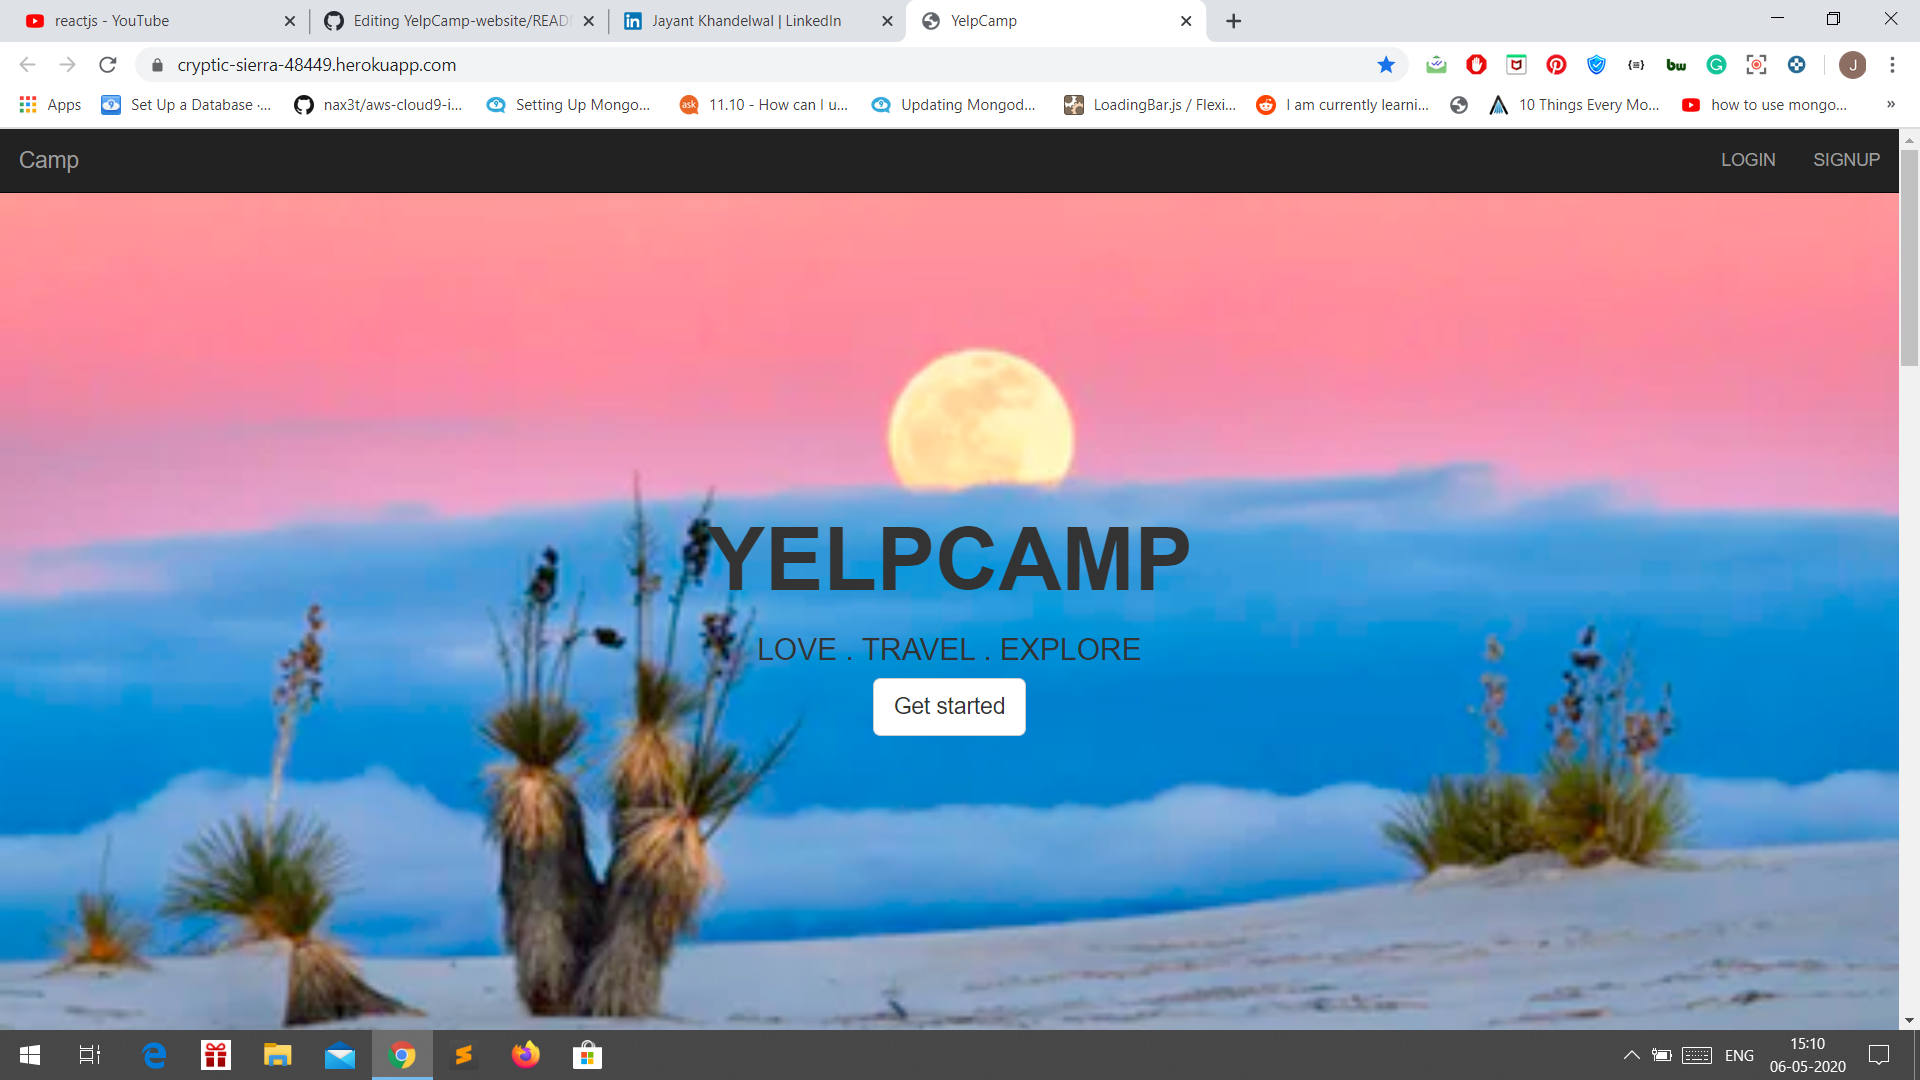 reactjs - YouTube
Editing YelpCamp-website/READ
Jayant Khandelwal | LinkedIn
YelpCamp
cryptic-sierra-48449.herokuapp.com
J
Apps
Set Up a Database ·...
nax3t/aws-cloud9-i...
Setting Up Mongo...
ask
11.10 - How can I u...
Updating Mongod...
LoadingBar.js / Flexi...
I am currently learni...
10 Things Every Mo...
how to use mongo...
»
Camp
LOGIN
SIGNUP
YELPCAMP
LOVE . TRAVEL . EXPLORE
Get started
ENG
15:10
06-05-2020